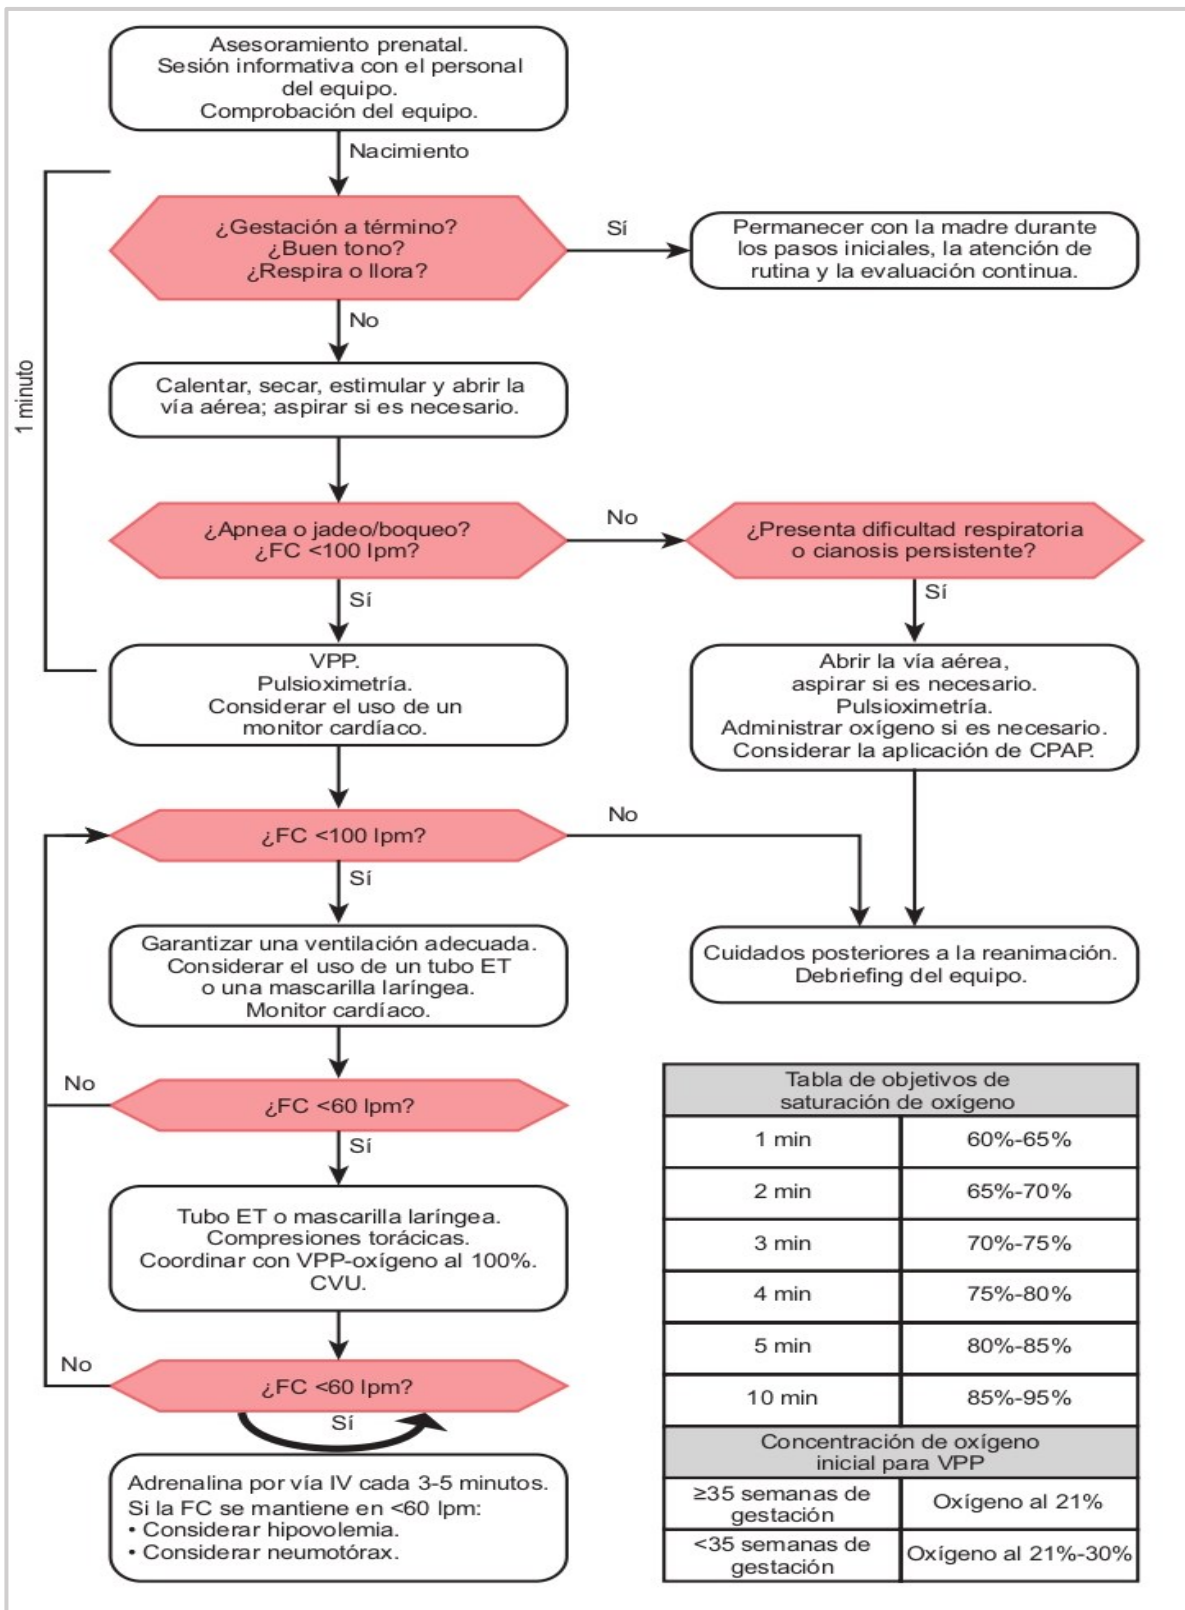 Asesoramiento prenatal.
Sesión informativa con el personal
del equipo.
Comprobación del equipo.
Nacimiento
1 minuto
¿Gestación a término?
¿Buen tono?
¿Respira o llora?
Sí
Permanecer con la madre durante
los pasos iniciales, la atención de
rutina y la evaluación continua.
No
Calentar, secar, estimular y abrir la
vía aérea; aspirar si es necesario.
¿Apnea o jadeo/boqueo?
¿FC <100 lpm?
No
¿Presenta dificultad respiratoria
o cianosis persistente?
Sí
Sí
VPP.
Pulsioximetría.
Considerar el uso de un
monitor cardíaco.
Abrir la vía aérea,
aspirar si es necesario.
Pulsioximetría.
Administrar oxígeno si es necesario.
Considerar la aplicación de CPAP.
¿FC <100 lpm?
No
Sí
Garantizar una ventilación adecuada.
Considerar el uso de un tubo ET
o una mascarilla laríngea.
Monitor cardíaco.
Cuidados posteriores a la reanimación.
Debriefing del equipo.
No
¿FC <60 lpm?
Sí
Tubo ET o mascarilla laríngea.
Compresiones torácicas.
Coordinar con VPP-oxígeno al 100%.
CVU.
No
¿FC <60 lpm?
Sí
Adrenalina por vía IV cada 3-5 minutos.
Si la FC se mantiene en <60 lpm:
• Considerar hipovolemia.
• Considerar neumotórax.
Tabla de objetivos de
saturación de oxígeno
1 min 60%-65%
2 min 65%-70%
3 min 70%-75%
4 min 75%-80%
5 min 80%-85%
10 min 85%-95%
Concentración de oxígeno
inicial para VPP
≥35 semanas de
gestación
Oxígeno al 21%
<35 semanas de
gestación
Oxígeno al 21%-30%